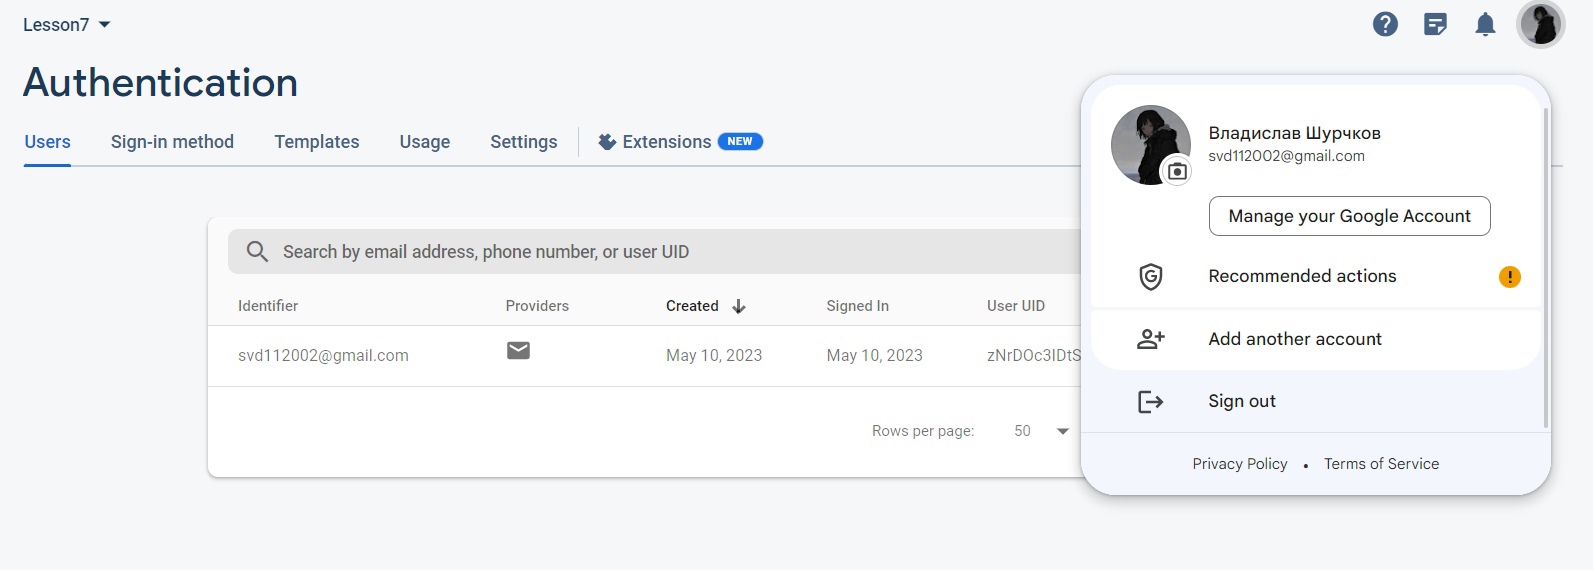 Lesson7
Authentication
Users Sign-in method Templates Usage Settings Extensions NEW
Search by email address, phone number, or user UID
Identifier Providers Created Signed In User UID
svd112002@gmail.com May 10, 2023 May 10, 2023 zNrDOc3IDtS
Rows per page: 50
Владислав Шурчков
svd112002@gmail.com
Manage your Google Account
Recommended actions
Add another account
Sign out
Privacy Policy • Terms of Service